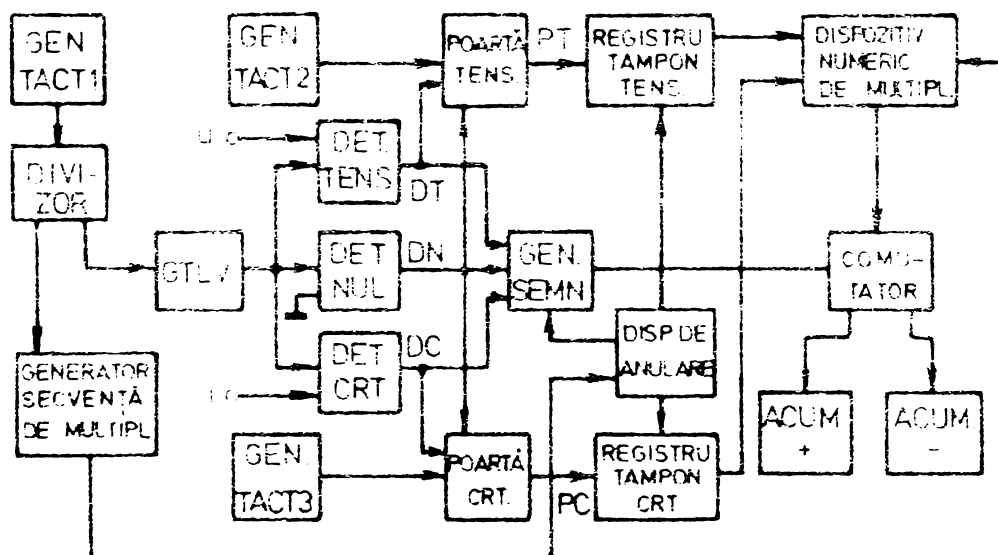 GEN
TACT1
GEN
TACT2
POARTĂ
TENS.
PT
REGISTRU
TAMPON
TENS.
DISPOZITIV
NUMERIC
DE MULTIPL.
DIVI-
ZOR
DET.
TENS
DT
GTLV
DET
NUL
DN
GEN.
SEMN
COMU-
TATOR
GENERATOR
SECVENŢĂ
DE MULTIPL
DET
CRT
DC
DISP. DE
ANULARE
ACUM
+
ACUM
-
GEN.
TACT3
POARTĂ
CRT.
PC
REGISTRU
TAMPON
CRT